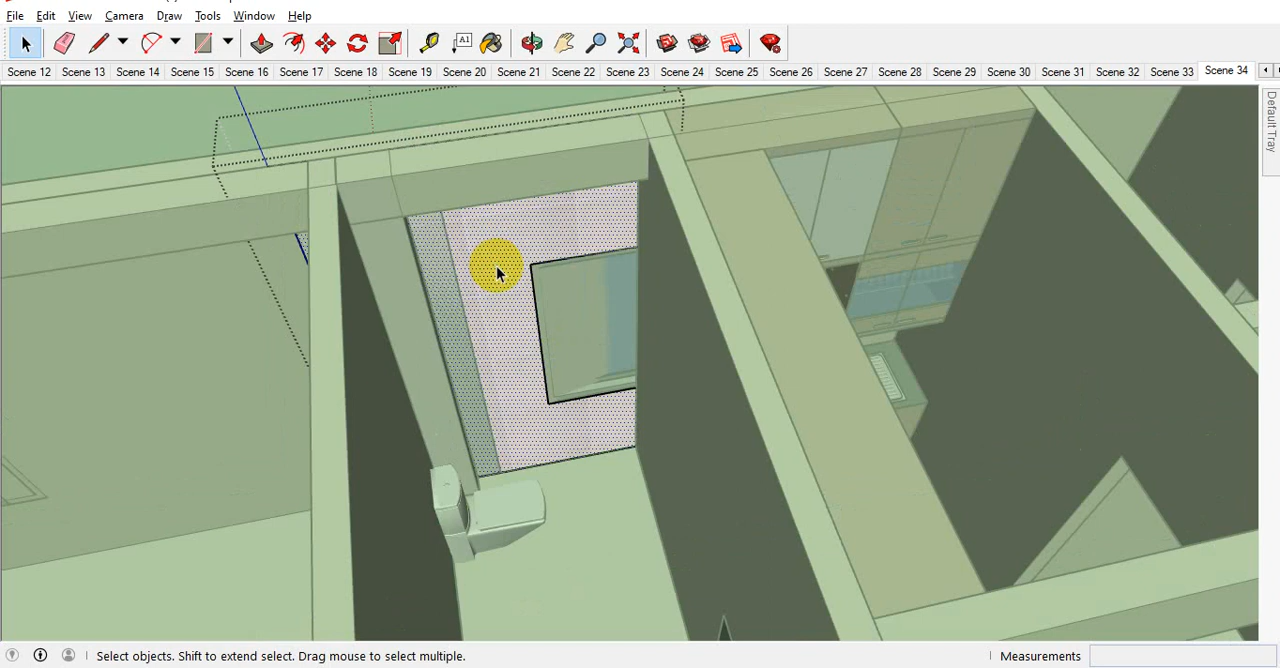 File Edit View Camera Draw Tools Window Help
A1
Scene 12 Scene 13 Scene 14 Scene 15 Scene 16 Scene 17 Scene 18 Scene 19 Scene 20 Scene 21 Scene 22 Scene 23 Scene 24 Scene 25 Scene 26 Scene 27 Scene 28 Scene 29 Scene 30 Scene 31 Scene 32 Scene 33 Scene 34
Default Tray
Select objects. Shift to extend select. Drag mouse to select multiple. Measurements